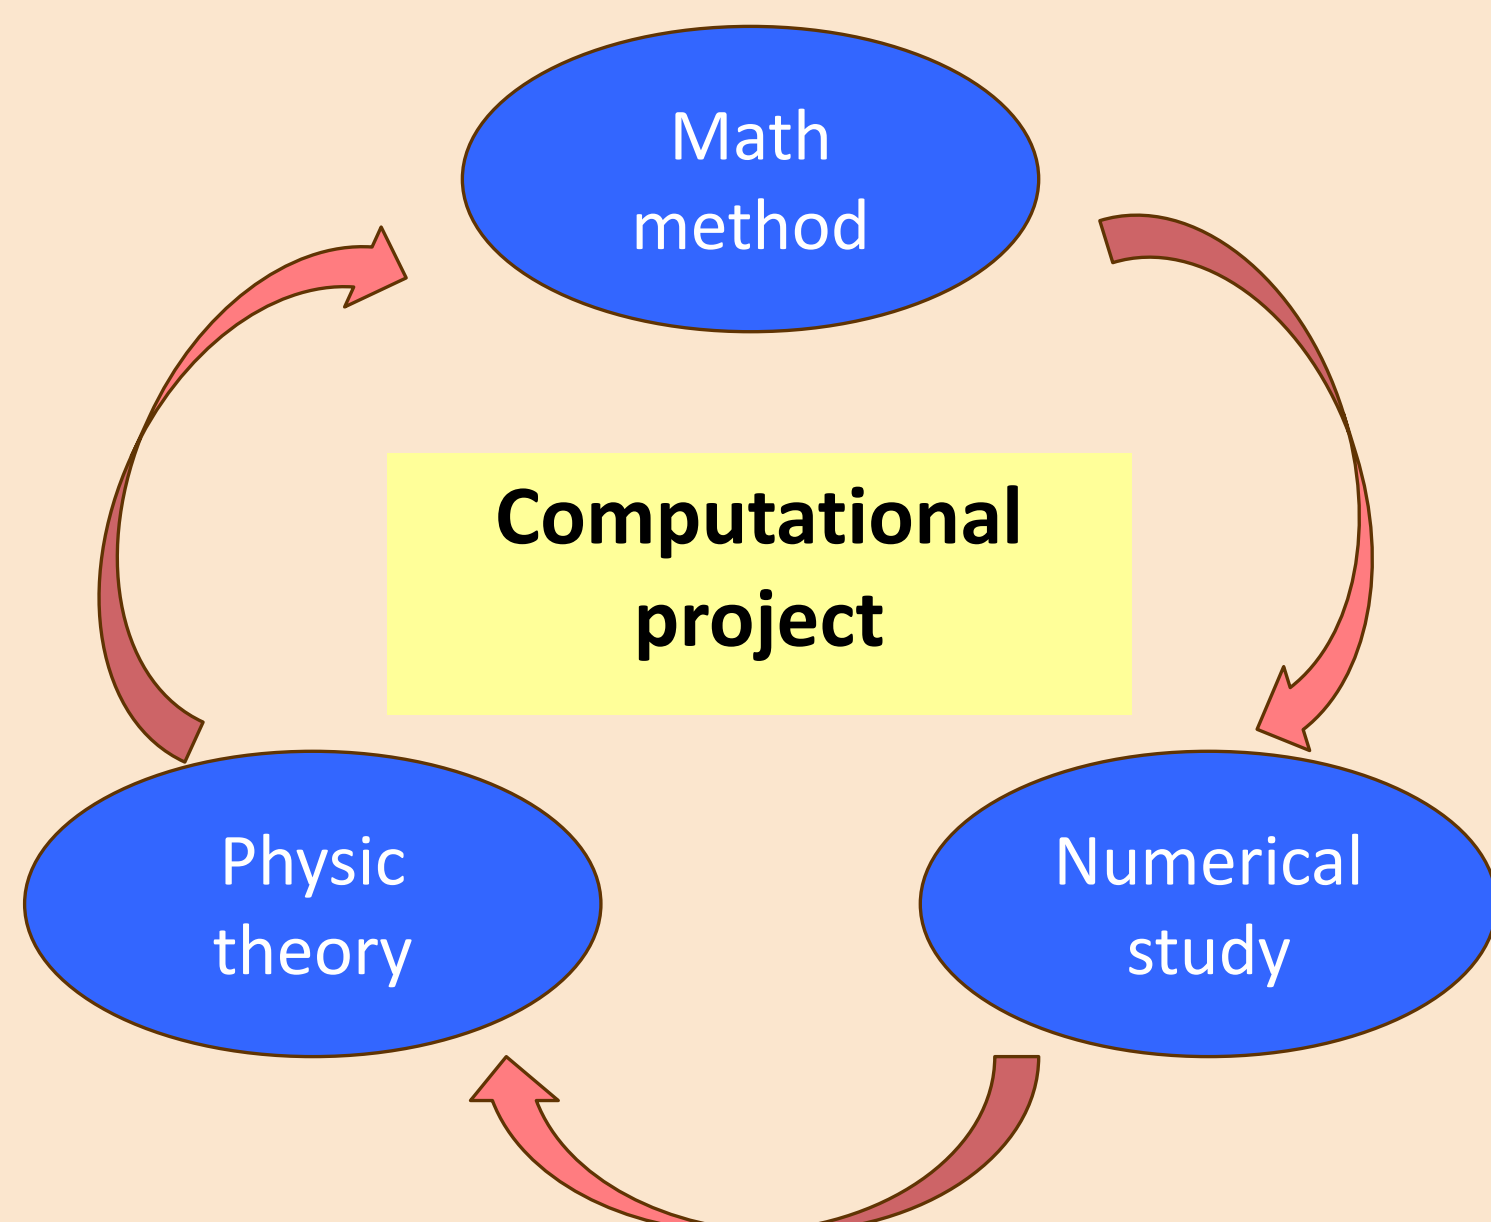 Math
method
Computational
project
Physic
theory
Numerical
study